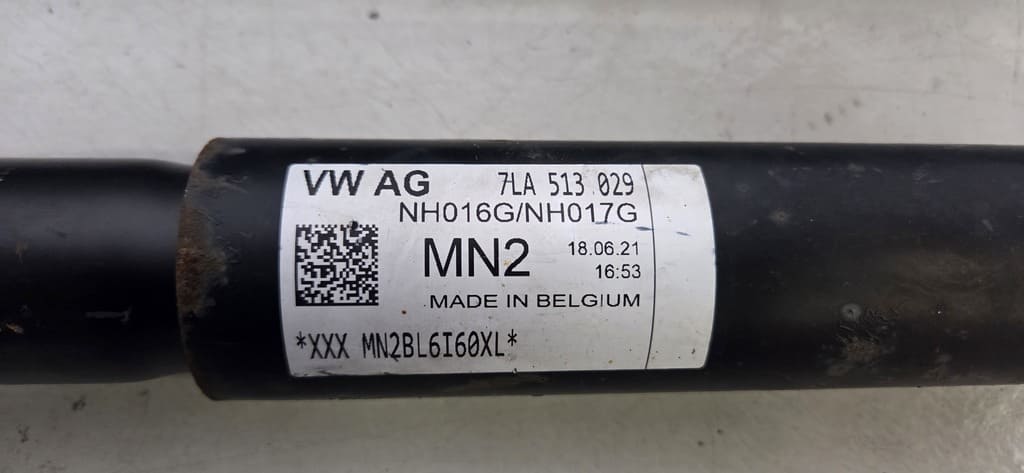 VW AG 7LA 513 029
NH016G/NH017G
MN2 18.06.21
16:53
MADE IN BELGIUM
*XXX MN2BL6I60XL*